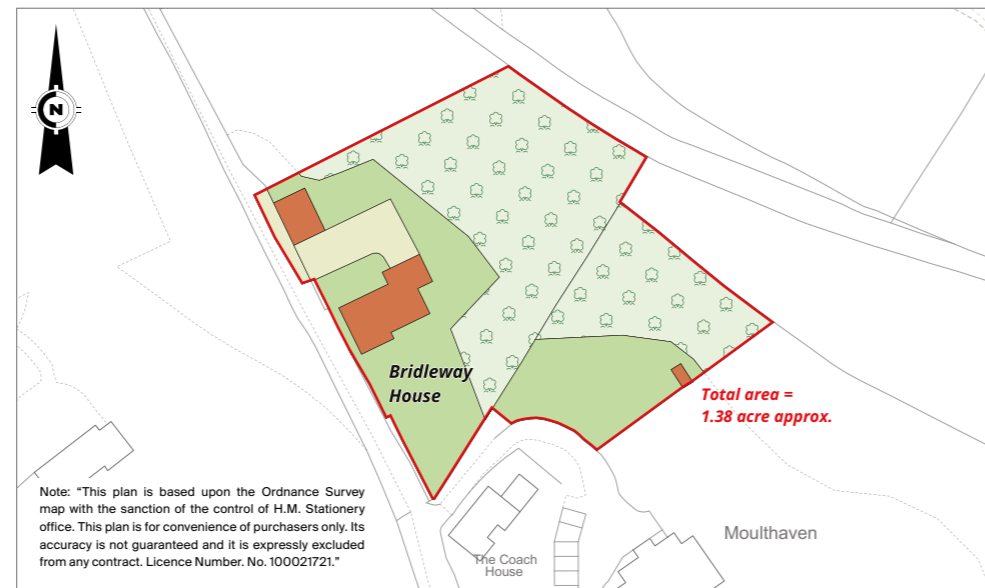 N
Bridleway
House
Total area =
1.38 acre approx.
Note: “This plan is based upon the Ordnance Survey
map with the sanction of the control of H.M. Stationery
office. This plan is for convenience of purchasers only. Its
accuracy is not guaranteed and it is expressly excluded
from any contract. Licence Number. No. 100021721.”
Moulthaven
The Coach
House